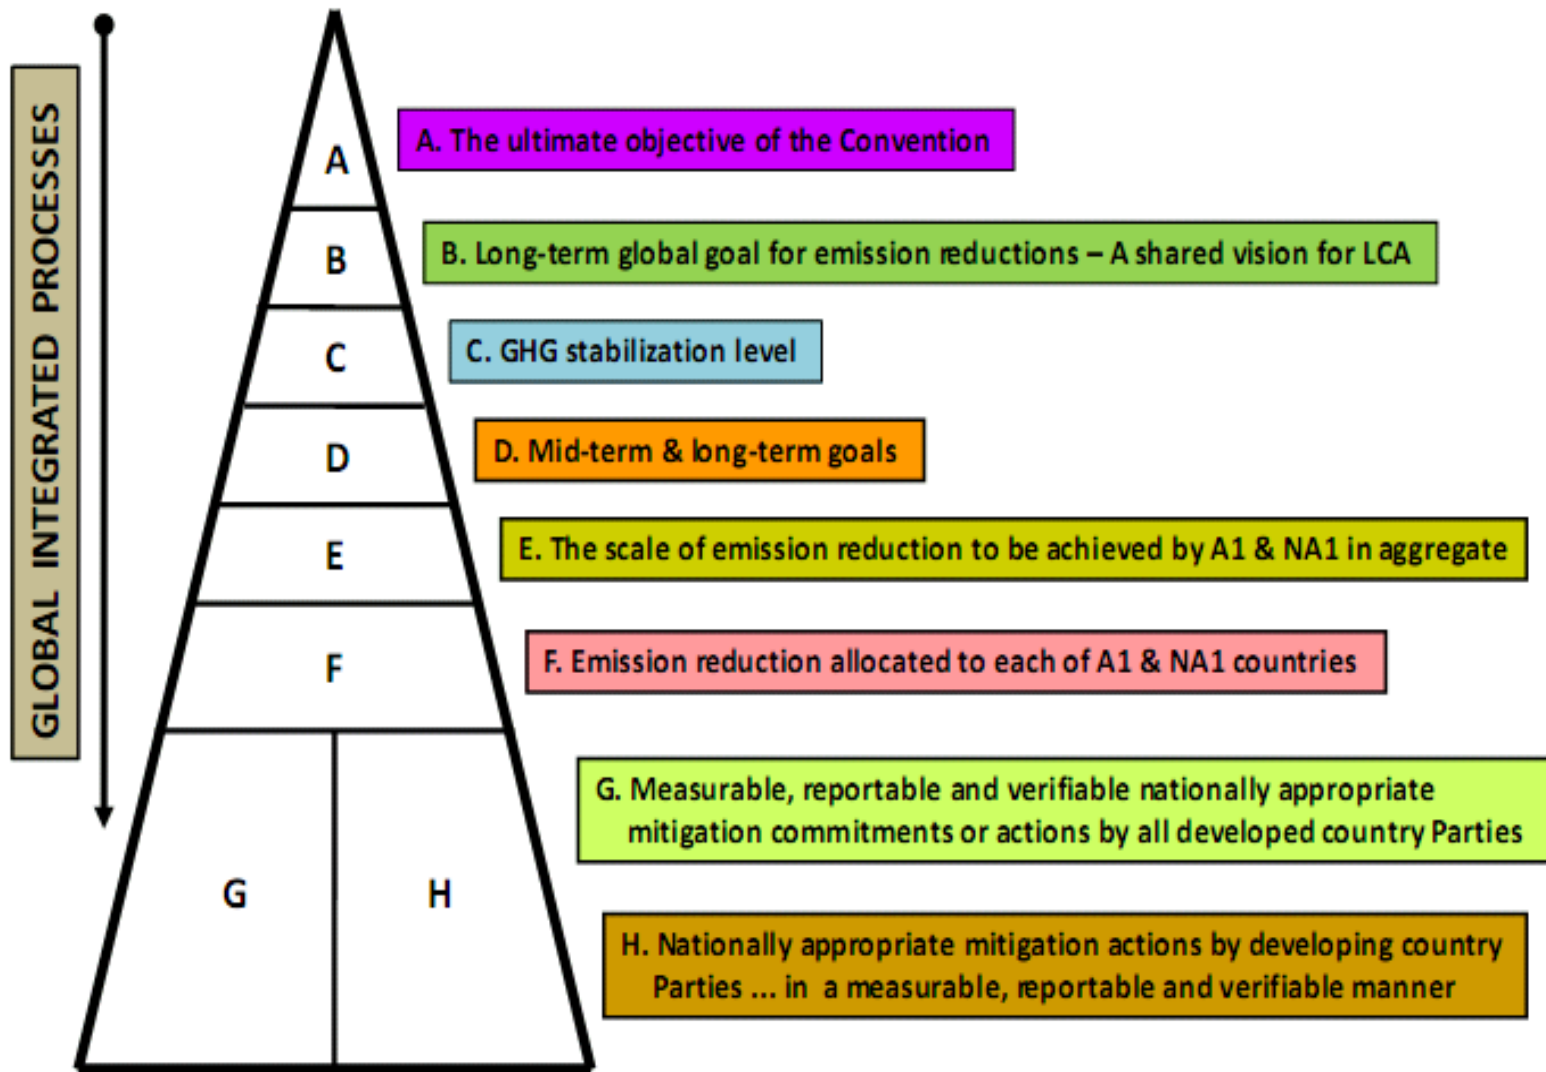 GLOBAL INTEGRATED PROCESSES
A
A. The ultimate objective of the Convention
B
B. Long-term global goal for emission reductions – A shared vision for LCA
C
C. GHG stabilization level
D
D. Mid-term & long-term goals
E
E. The scale of emission reduction to be achieved by A1 & NA1 in aggregate
F
F. Emission reduction allocated to each of A1 & NA1 countries
G
H
G. Measurable, reportable and verifiable nationally appropriate
mitigation commitments or actions by all developed country Parties
H. Nationally appropriate mitigation actions by developing country
Parties ... in a measurable, reportable and verifiable manner